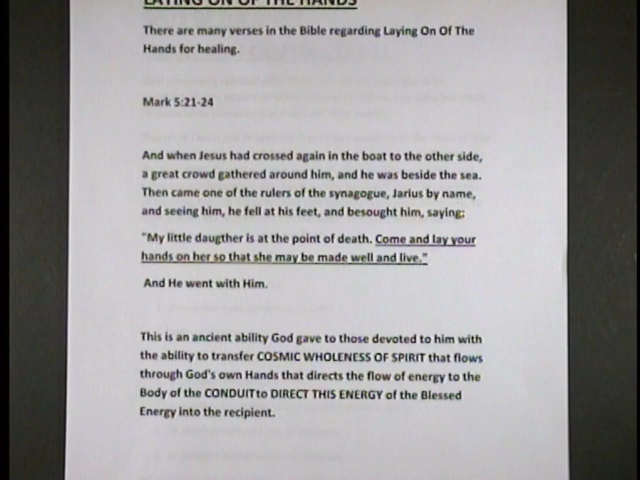 LAYING ON OF THE HANDS
There are many verses in the Bible regarding Laying On Of The
Hands for healing.
Mark 5:21-24
And when Jesus had crossed again in the boat to the other side,
a great crowd gathered around him, and he was beside the sea.
Then came one of the rulers of the synagogue, Jarius by name,
and seeing him, he fell at his feet, and besought him, saying;
"My little daugther is at the point of death. Come and lay your
hands on her so that she may be made well and live."
And He went with Him.
This is an ancient ability God gave to those devoted to him with
the ability to transfer COSMIC WHOLENESS OF SPIRIT that flows
through God's own Hands that directs the flow of energy to the
Body of the CONDUIT to DIRECT THIS ENERGY of the Blessed
Energy into the recipient.